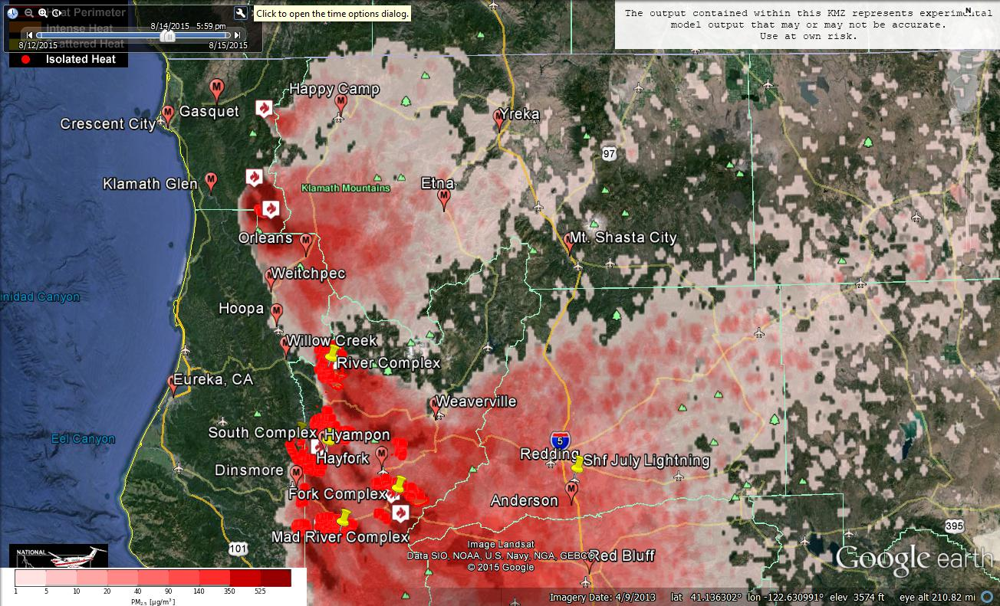 Heat Perimeter
Click to open the time options dialog.
The output contained within this KMZ represents experimental
model output that may or may not be accurate.
Use at own risk.
N
Intense Heat
8/14/2015 5:59 pm
Scattered Heat
8/12/2015
8/15/2015
Isolated Heat
Happy Camp
Gasquet
Yreka
Crescent City
97
Klamath Glen
Etna
Klamath Mountains
Orleans
Mt. Shasta City
Weitchpec
inidad Canyon
Hoopa
Willow Creek
River Complex
Eureka, CA
Weaverville
South Complex
Hyampon
Eel Canyon
5
Redding
Shf July Lightning
Hayfork
Dinsmore
Fork Complex
Anderson
395
Mad River Complex
101
Image Landsat
Data SIO, NOAA, U.S. Navy, NGA, GEBCO
© 2015 Google
Red Bluff
Google earth
NATIONAL
1 5 10 20 40 90 140 350 525
PM2.5 [µg/m³]
Imagery Date: 4/9/2013 lat 41.136302° lon -122.630991° elev 3574 ft eye alt 210.82 mi